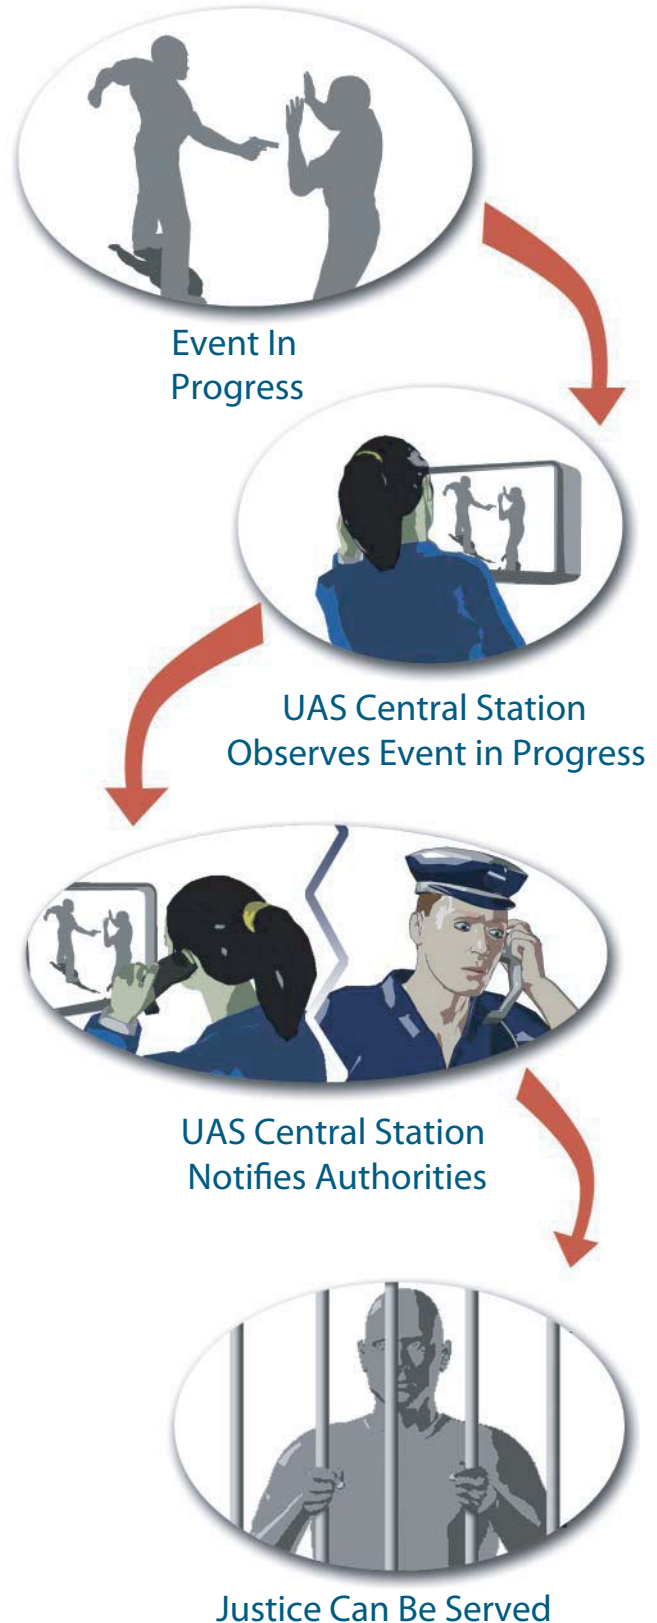 Event In
Progress
UAS Central Station
Observes Event in Progress
UAS Central Station
Notifies Authorities
Justice Can Be Served